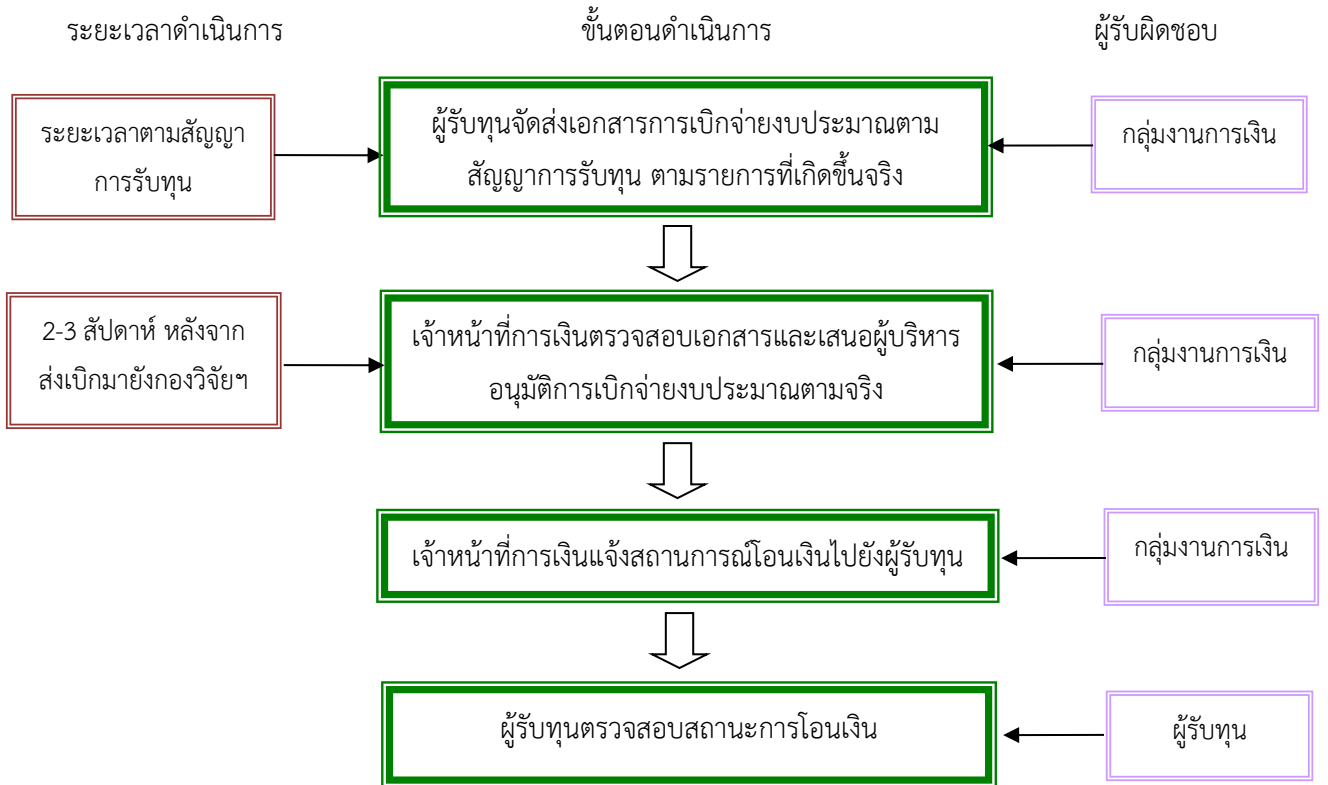 ระยะเวลาดำเนินการ
ขั้นตอนดำเนินการ
ผู้รับผิดชอบ
ระยะเวลาตามสัญญา
การรับทุน
ผู้รับทุนจัดส่งเอกสารการเบิกจ่ายงบประมาณตาม
สัญญาการรับทุน ตามรายการที่เกิดขึ้นจริง
กลุ่มงานการเงิน
2-3 สัปดาห์ หลังจาก
ส่งเบิกมายังกองวิจัยฯ
เจ้าหน้าที่การเงินตรวจสอบเอกสารและเสนอผู้บริหาร
อนุมัติการเบิกจ่ายงบประมาณตามจริง
กลุ่มงานการเงิน
เจ้าหน้าที่การเงินแจ้งสถานการณ์โอนเงินไปยังผู้รับทุน
กลุ่มงานการเงิน
ผู้รับทุนตรวจสอบสถานะการโอนเงิน
ผู้รับทุน